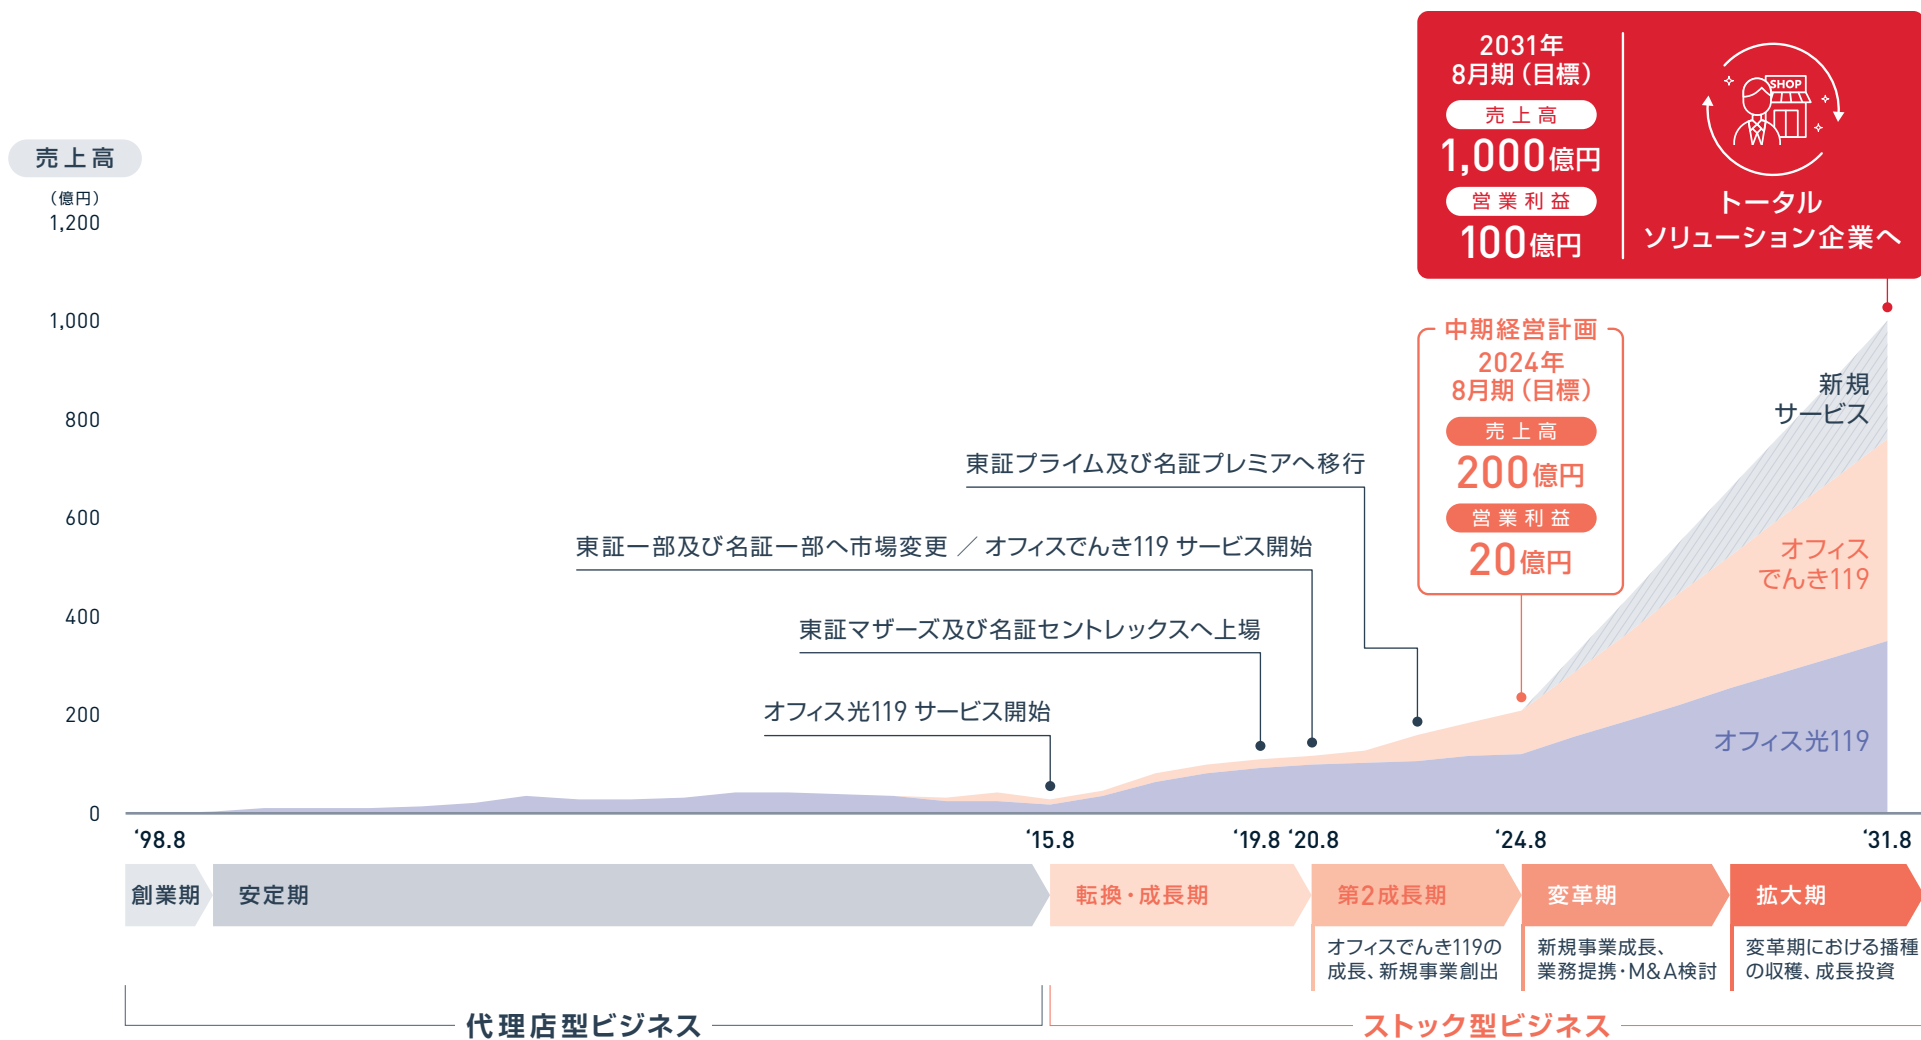 2031年
8月期（目標）
売上高
1,000億円
営業利益
100億円
SHOP
トータル
ソリューション企業へ
売上高
（億円）
1,200
1,000
800
600
400
200
0
中期経営計画
2024年
8月期（目標）
売上高
200億円
営業利益
20億円
新規
サービス
オフィス
でんき119
オフィス光119
東証プライム及び名証プレミアへ移行
東証一部及び名証一部へ市場変更 ／ オフィスでんき119 サービス開始
東証マザーズ及び名証セントレックスへ上場
オフィス光119 サービス開始
‘98.8
‘15.8
‘19.8
‘20.8
‘24.8
‘31.8
創業期
安定期
転換・成長期
第2成長期
変革期
拡大期
オフィスでんき119の
成長、新規事業創出
新規事業成長、
業務提携・M&A検討
変革期における播種
の収穫、成長投資
代理店型ビジネス
ストック型ビジネス